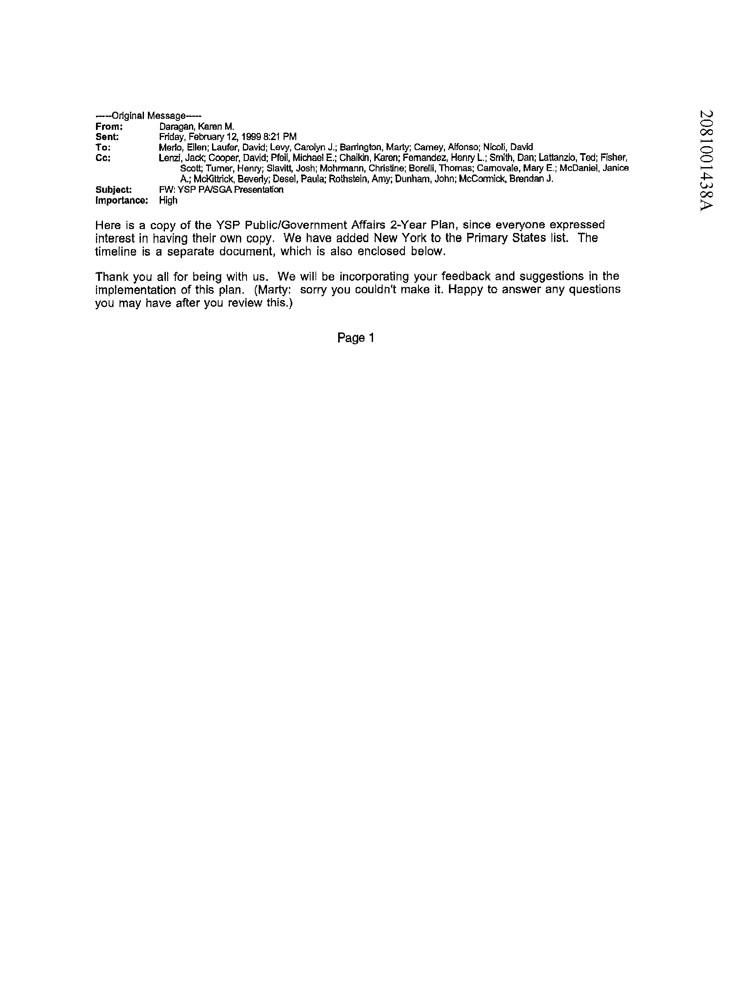 -----Original Message-----
From: Daragan, Karen M.
Sent: Friday, February 12, 1999 8:21 PM
To: Merlo, Ellen; Laufer, David; Levy, Carolyn J.; Barrington, Marty; Carney, Alfonso; Nicoli, David
Cc: Lenzi, Jack; Cooper, David; Pfeil, Michael E.; Chaikin, Karen; Fernandez, Henry L.; Smith, Dan; Lattanzio, Ted; Fisher,
Scott; Turner, Henry; Slavitt, Josh; Mohrmann, Christine; Borelli, Thomas; Carnovale, Mary E.; McDaniel, Janice
A.; McKittrick, Beverly; Desel, Paula; Rothstein, Amy; Dunham, John; McCormick, Brendan J.
Subject: FW: YSP PA/SGA Presentation
Importance: High
Here is a copy of the YSP Public/Government Affairs 2-Year Plan, since everyone expressed
interest in having their own copy. We have added New York to the Primary States list. The
timeline is a separate document, which is also enclosed below.
Thank you all for being with us. We will be incorporating your feedback and suggestions in the
implementation of this plan. (Marty: sorry you couldn't make it. Happy to answer any questions
you may have after you review this.)
Page 1
2081001438A